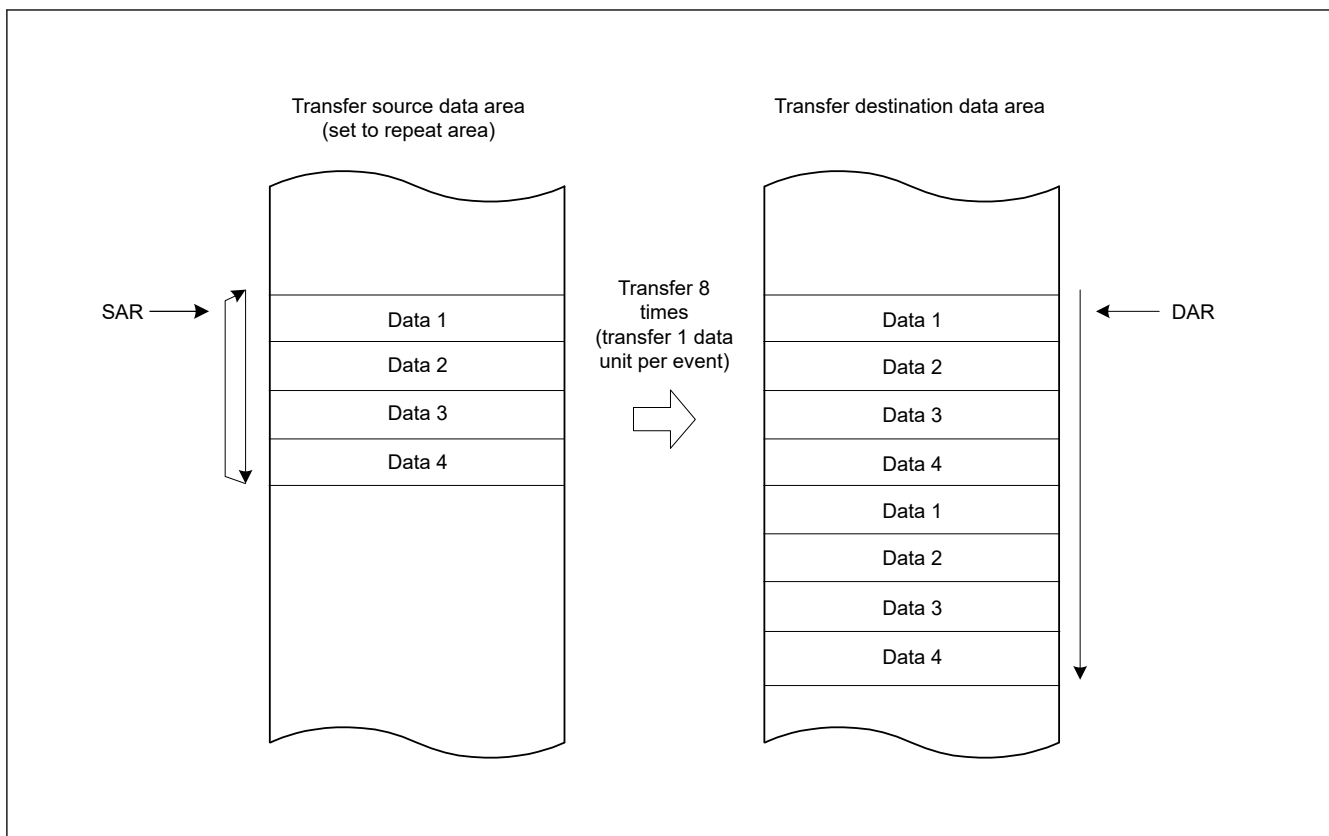 Transfer source data area
(set to repeat area)
Transfer destination data area
SAR
Data 1
Data 2
Data 3
Data 4
Transfer 8
times
(transfer 1 data
unit per event)
Data 1
Data 2
Data 3
Data 4
Data 1
Data 2
Data 3
Data 4
DAR